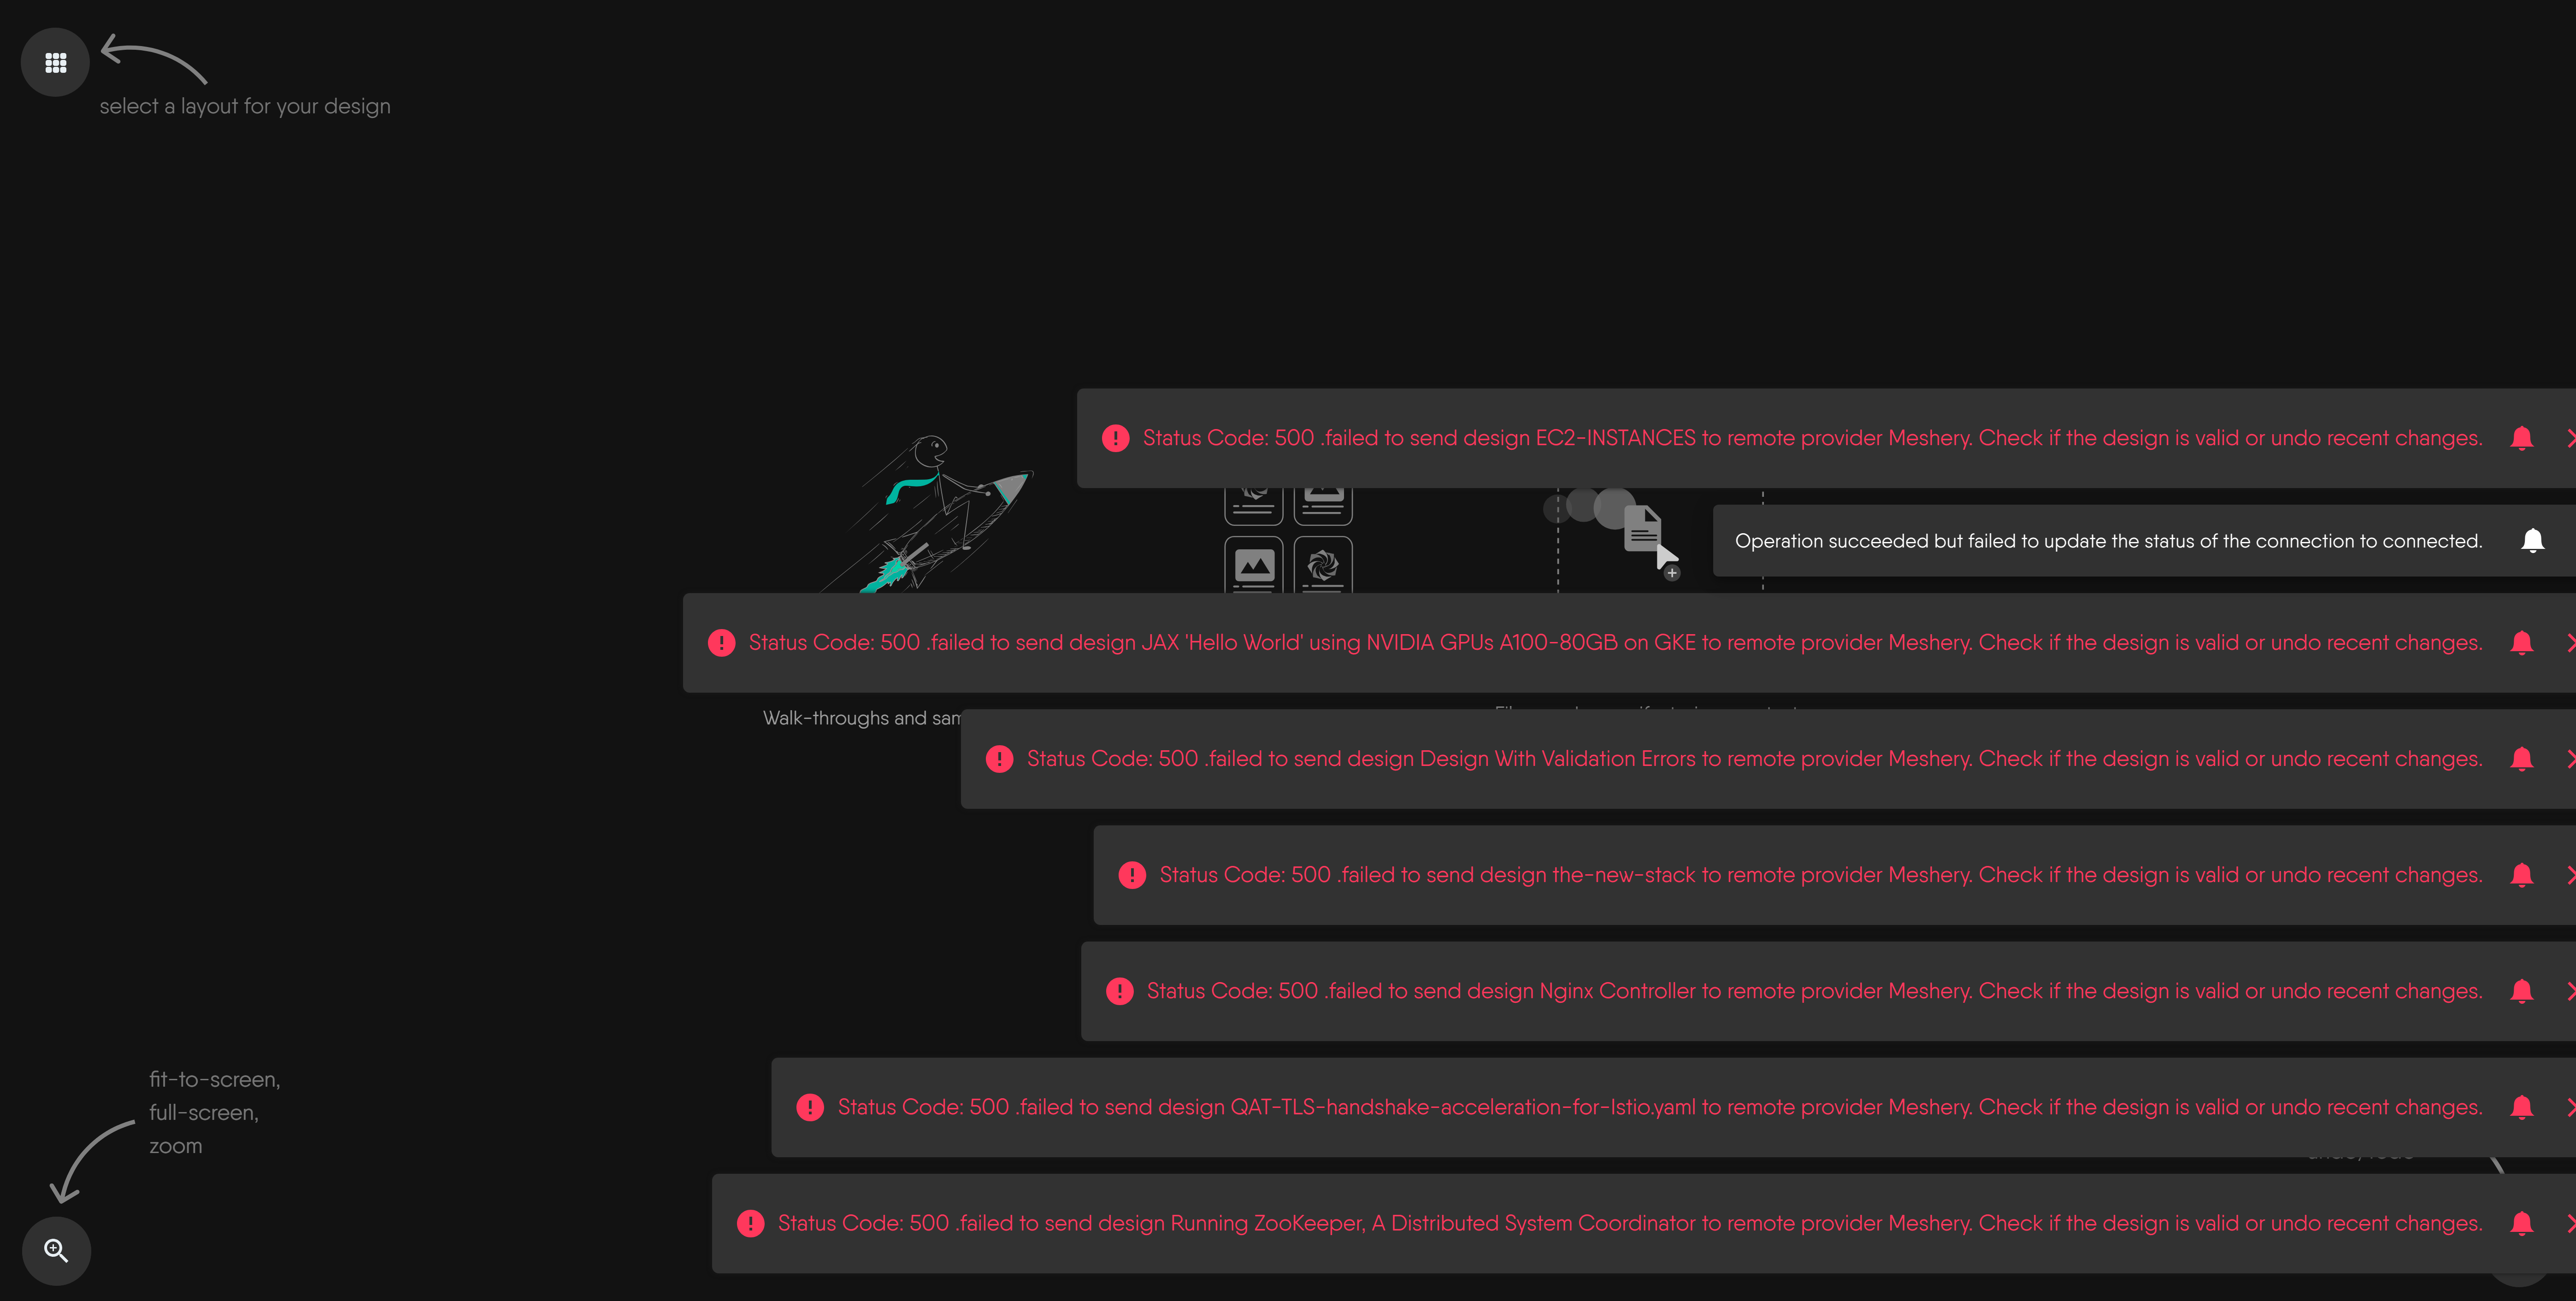 select a layout for your design
Status Code: 500 .failed to send design EC2-INSTANCES to remote provider Meshery. Check if the design is valid or undo recent changes.
Operation succeeded but failed to update the status of the connection to connected.
Status Code: 500 .failed to send design JAX 'Hello World' using NVIDIA GPUs A100-80GB on GKE to remote provider Meshery. Check if the design is valid or undo recent changes.
Walk-throughs and sam
Status Code: 500 .failed to send design Design With Validation Errors to remote provider Meshery. Check if the design is valid or undo recent changes.
Status Code: 500 .failed to send design the-new-stack to remote provider Meshery. Check if the design is valid or undo recent changes.
Status Code: 500 .failed to send design Nginx Controller to remote provider Meshery. Check if the design is valid or undo recent changes.
fit-to-screen,
full-screen,
zoom
Status Code: 500 .failed to send design QAT-TLS-handshake-acceleration-for-Istio.yaml to remote provider Meshery. Check if the design is valid or undo recent changes.
Status Code: 500 .failed to send design Running ZooKeeper, A Distributed System Coordinator to remote provider Meshery. Check if the design is valid or undo recent changes.